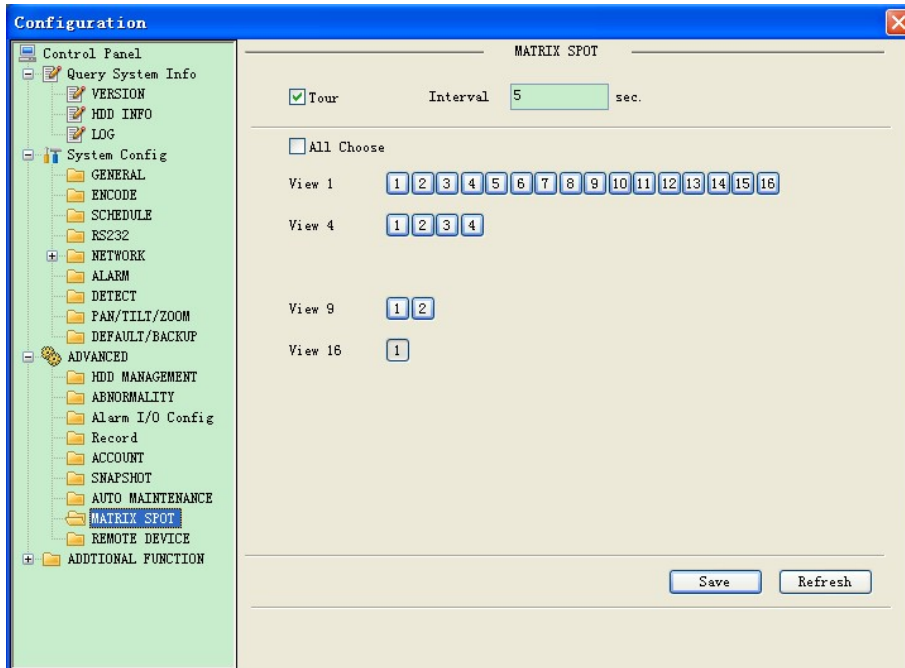 Configuration
Control Panel
Query System Info
VERSION
HDD INFO
LOG
System Config
GENERAL
ENCODE
SCHEDULE
RS232
NETWORK
ALARM
DETECT
PAN/TILT/ZOOM
DEFAULT/BACKUP
ADVANCED
HDD MANAGEMENT
ABNORMALITY
Alarm I/O Config
Record
ACCOUNT
SNAPSHOT
AUTO MAINTENANCE
MATRIX SPOT
REMOTE DEVICE
ADDTIONAL FUNCTION
MATRIX SPOT
Tour Interval 5 sec.
All Choose
View 1 1 2 3 4 5 6 7 8 9 10 11 12 13 14 15 16
View 4 1 2 3 4
View 9 1 2
View 16 1
Save Refresh